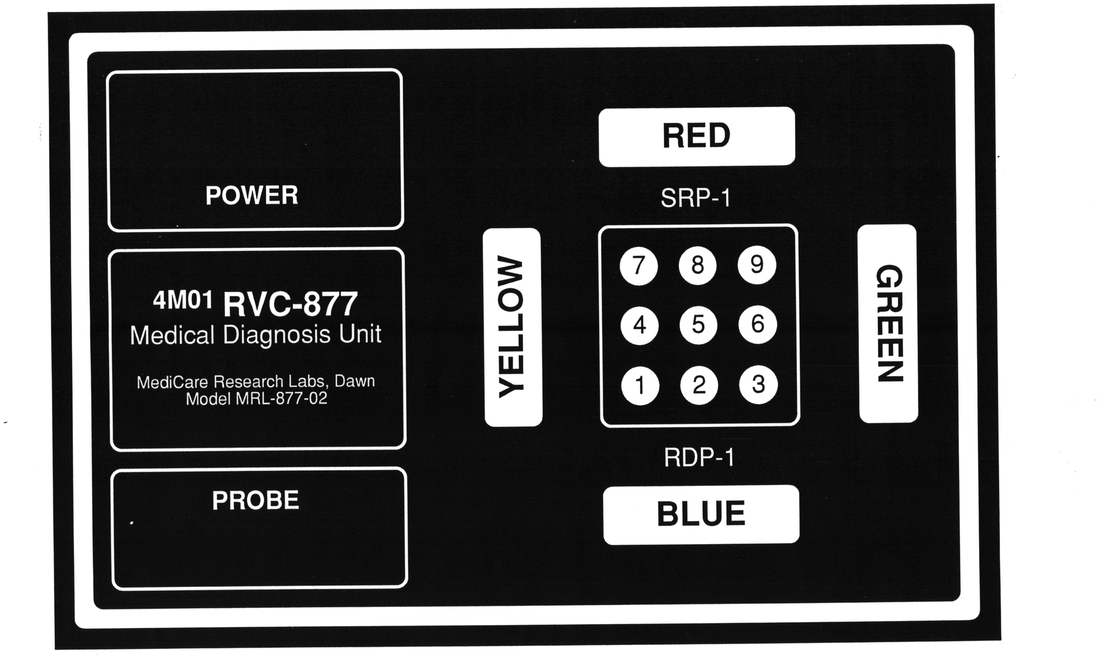 POWER
4M01 RVC-877
Medical Diagnosis Unit
MediCare Research Labs, Dawn
Model MRL-877-02
PROBE
RED
SRP-1
YELLOW
7 8 9
4 5 6
1 2 3
GREEN
RDP-1
BLUE